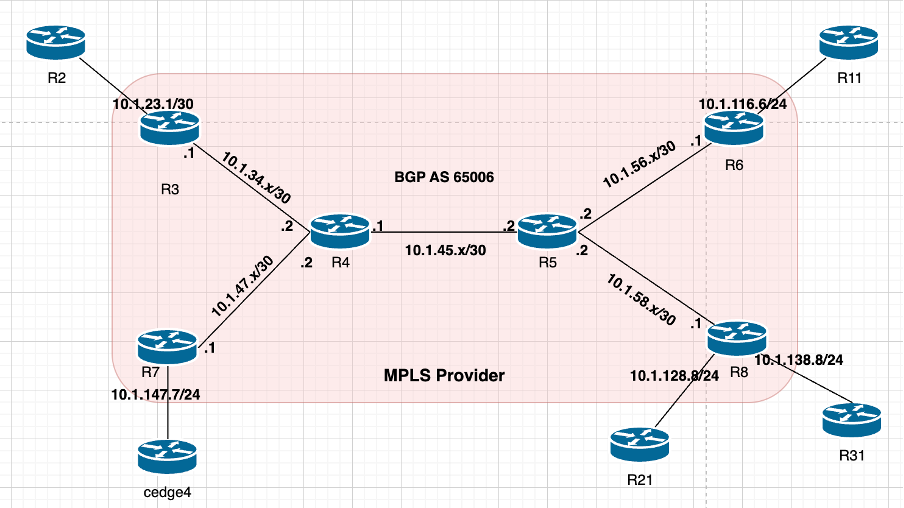 R2
R11
10.1.23.1/30
10.1.116.6/24
.1
R3
10.1.34.x/30
BGP AS 65006
10.1.56.x/30
.1
R6
.2
.1
.2
.2
10.1.45.x/30
.2
R4
R5
.2
10.1.47.x/30
10.1.58.x/30
.1
.1
R7
MPLS Provider
R8
10.1.138.8/24
10.1.128.8/24
10.1.147.7/24
R31
R21
cedge4